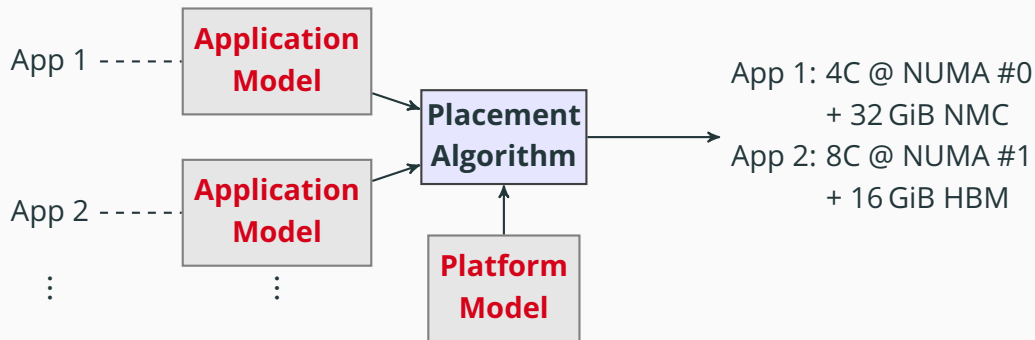 App 1
Application
Model
App 2
Application
Model
⋮
⋮
Placement
Algorithm
Platform
Model
App 1: 4C @ NUMA #0
+ 32 GiB NMC
App 2: 8C @ NUMA #1
+ 16 GiB HBM